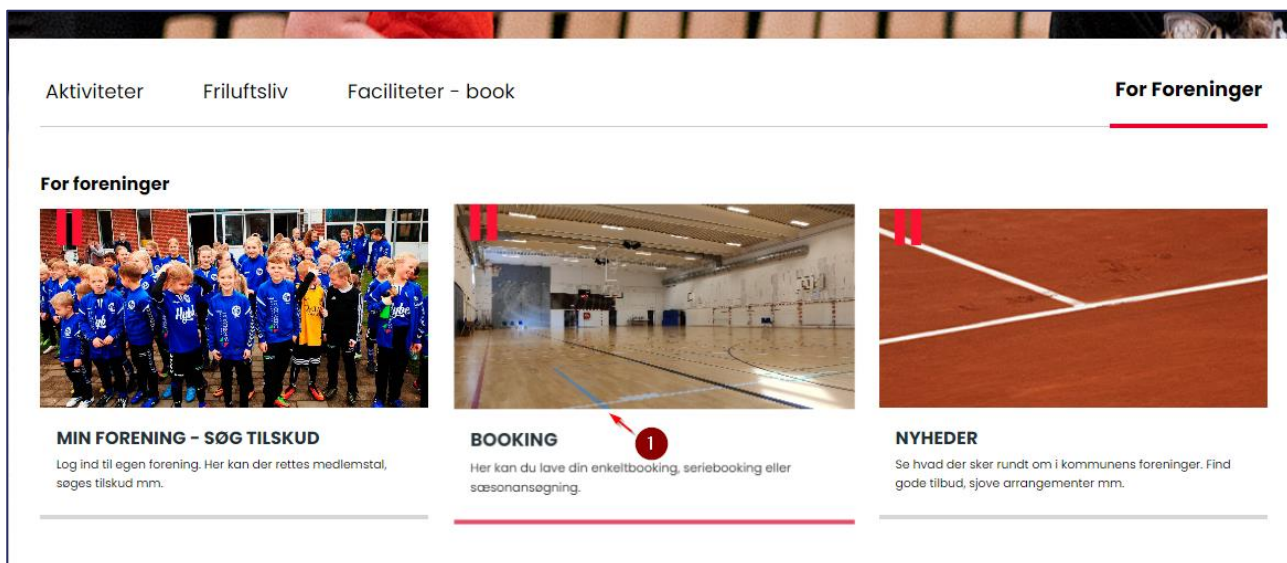 Aktiviteter Friluftsliv Faciliteter - book For Foreninger
For foreninger
MIN FORENING - SØG TILSKUD
Log ind til egen forening. Her kan der rettes medlemstal,
søges tilskud mm.
1
BOOKING
Her kan du lave din enkeltbooking, seriebooking eller
sæsonansøgning.
NYHEDER
Se hvad der sker rundt om i kommunens foreninger. Find
gode tilbud, sjove arrangementer mm.